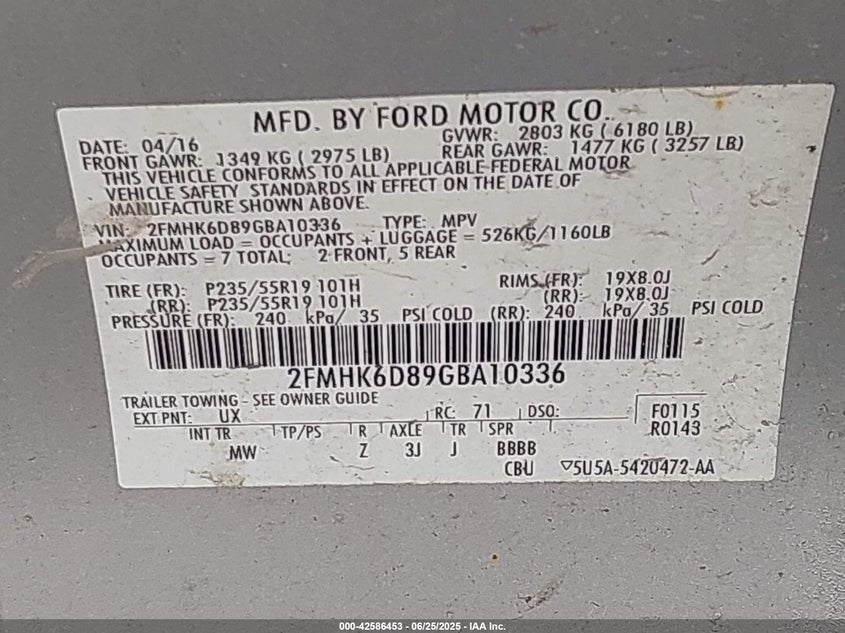 MFD. BY FORD MOTOR CO.
DATE: 04/16 GVWR: 2803 KG ( 6180 LB)
FRONT GAWR: 1349 KG ( 2975 LB) REAR GAWR: 1477 KG ( 3257 LB)
THIS VEHICLE CONFORMS TO ALL APPLICABLE FEDERAL MOTOR
VEHICLE SAFETY STANDARDS IN EFFECT ON THE DATE OF
MANUFACTURE SHOWN ABOVE.
VIN: 2FMHK6D89GBA10336 TYPE: MPV
MAXIMUM LOAD = OCCUPANTS + LUGGAGE = 526KG/1160LB
OCCUPANTS = 7 TOTAL; 2 FRONT, 5 REAR
TIRE (FR): P235/55R19 101H RIMS (FR): 19X8.0J
(RR): P235/55R19 101H (RR): 19X8.0J
PRESSURE (FR): 240 kPa/ 35 PSI COLD (RR): 240 kPa/ 35 PSI COLD
2FMHK6D89GBA10336
TRAILER TOWING - SEE OWNER GUIDE
EXT PNT: UX RC: 71 DSO: F0115
INT TR TP/PS R AXLE TR SPR R0143
MW Z 3J J BBBB
CBU ▽5U5A-5420472-AA
000-42586453 - 06/25/2025 - IAA Inc.